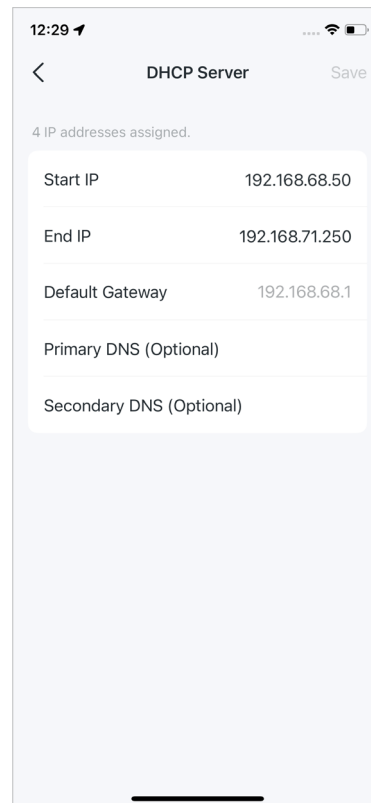 12:29
DHCP Server Save
4 IP addresses assigned.
Start IP 192.168.68.50
End IP 192.168.71.250
Default Gateway 192.168.68.1
Primary DNS (Optional)
Secondary DNS (Optional)